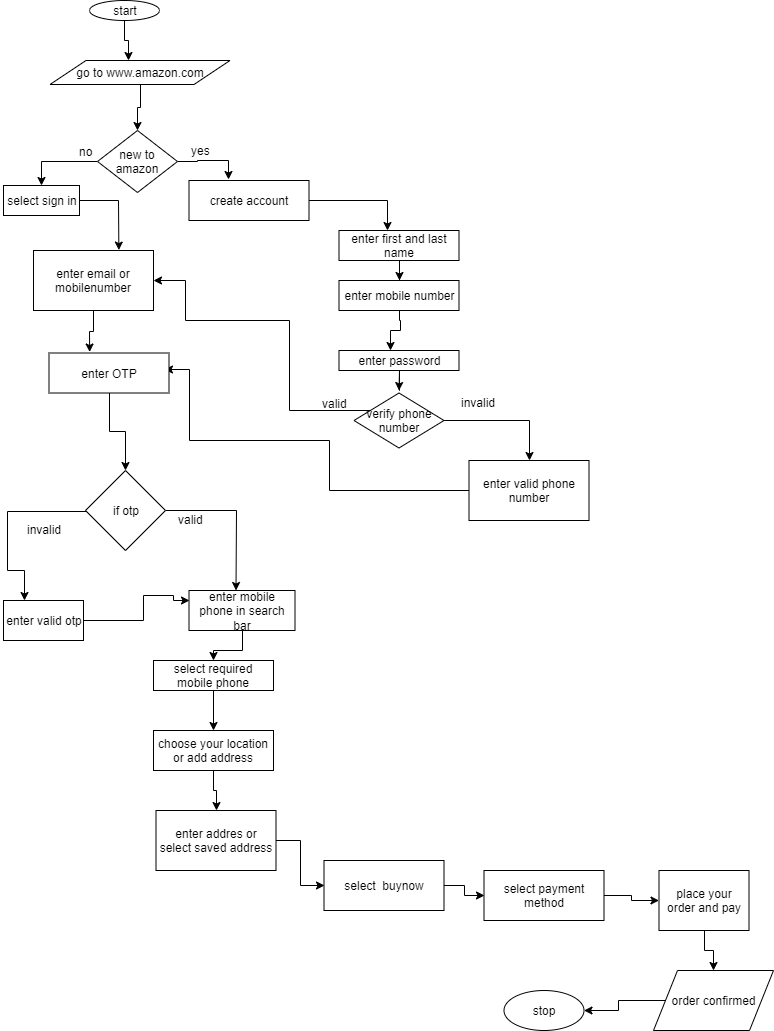 start
go to www.amazon.com
no
yes
new to
amazon
select sign in
create account
enter first and last
name
enter email or
mobilenumber
enter mobile number
enter password
enter OTP
valid
invalid
verify phone
number
enter valid phone
number
if otp
valid
invalid
enter mobile
phone in search
bar
enter valid otp
select required
mobile phone
choose your location
or add address
enter addres or
select saved address
select buynow
select payment
method
place your
order and pay
order confirmed
stop